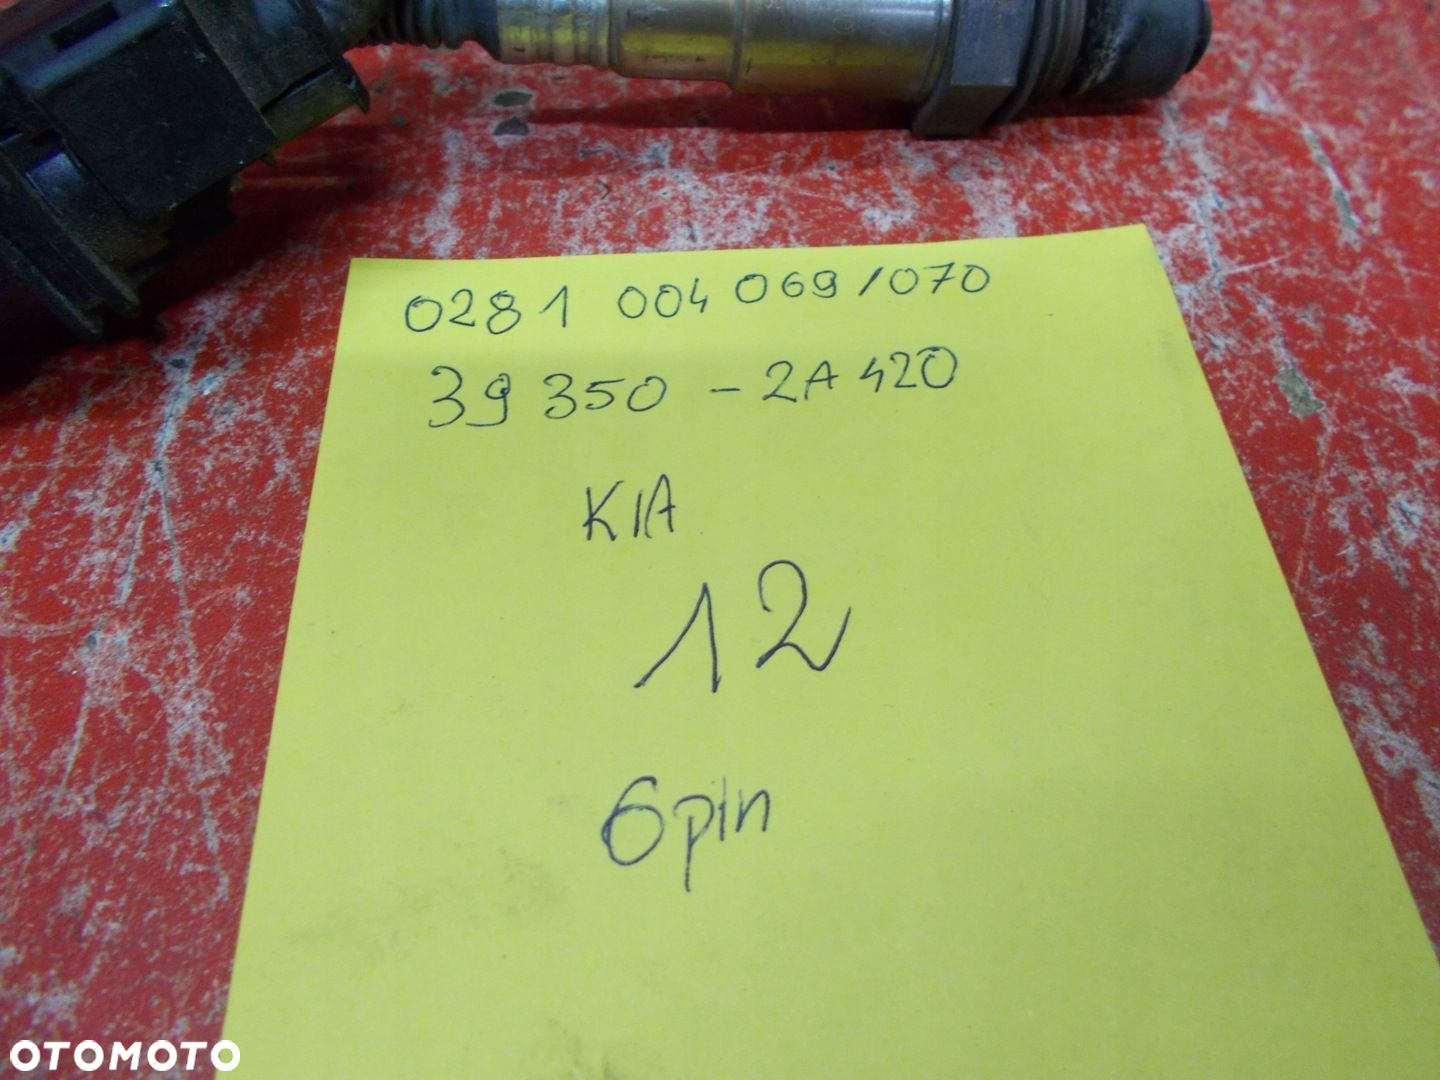 0281 004 069/070
39350-2A420
KIA
12
6pin
OTOMOTO